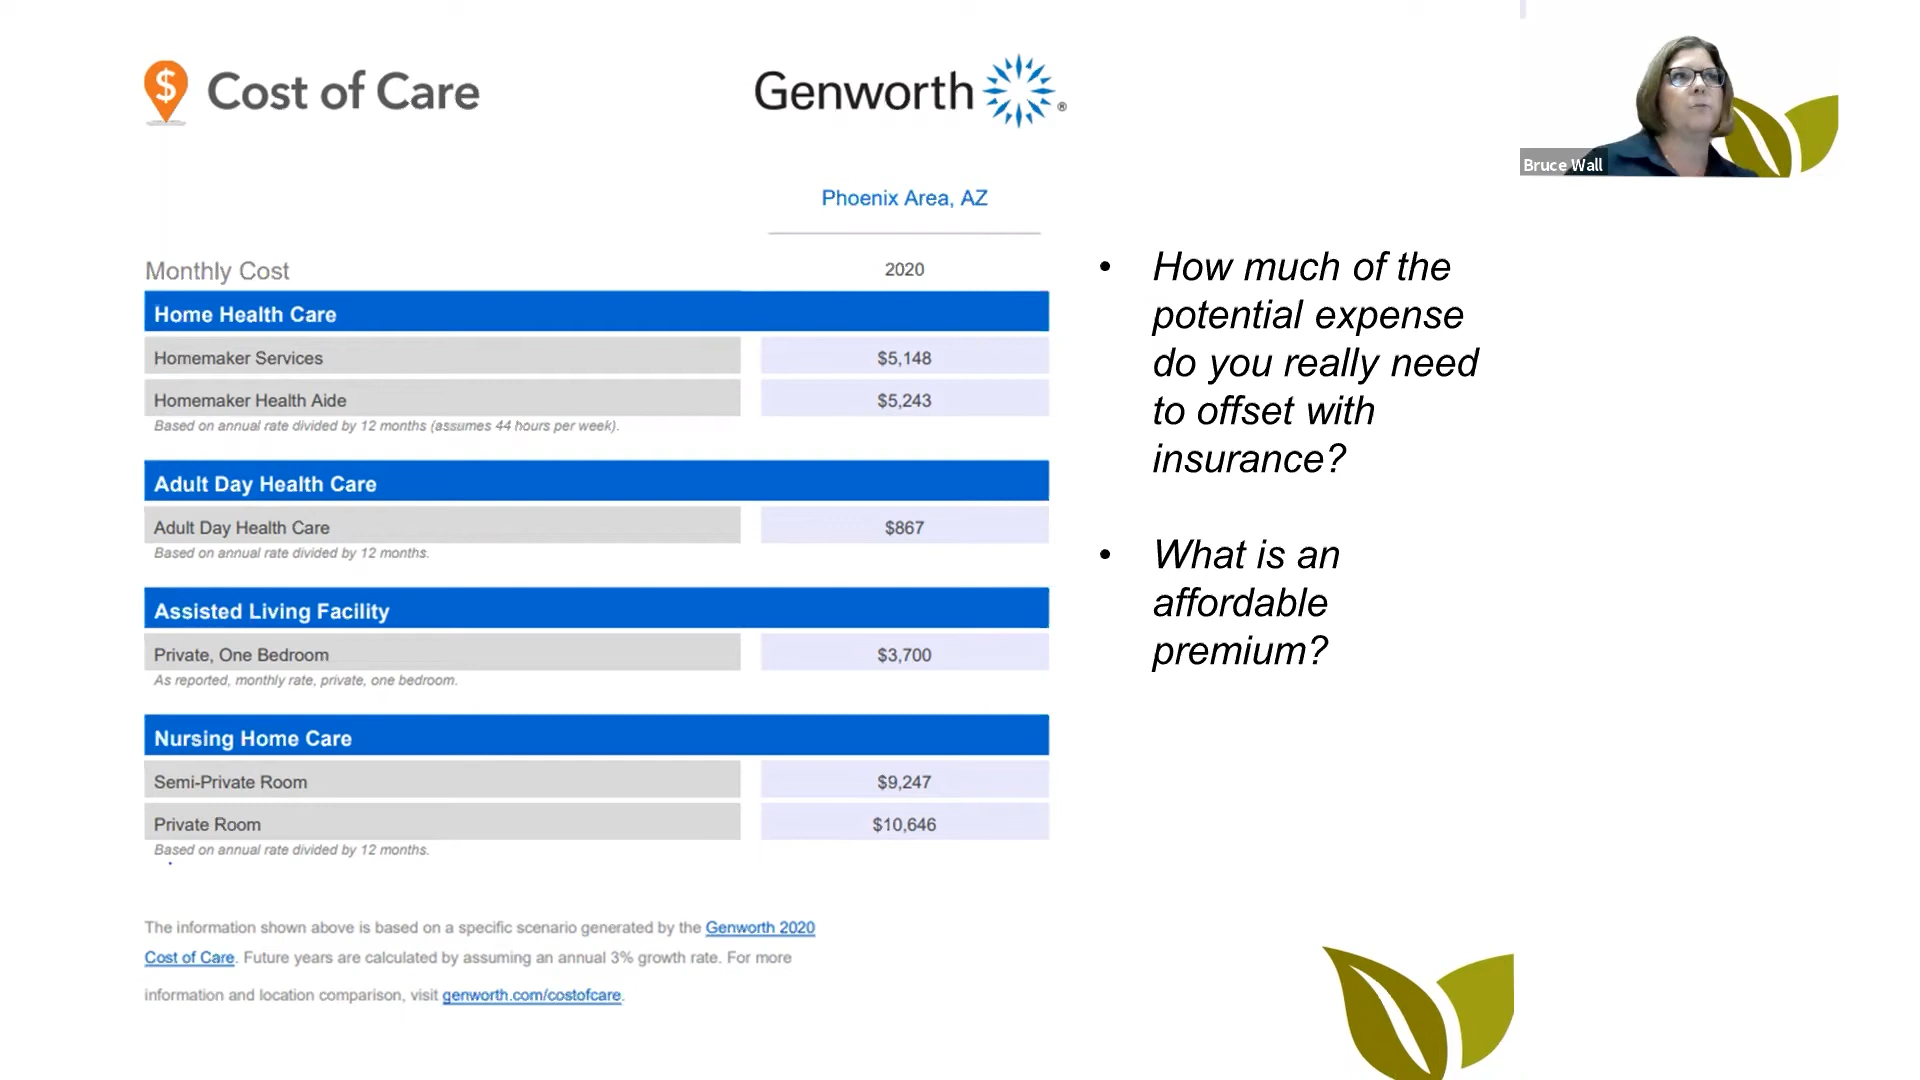 $ Cost of Care
Genworth®
Bruce Wall
Phoenix Area, AZ
Monthly Cost
2020
Home Health Care
Homemaker Services
$5,148
Homemaker Health Aide
$5,243
Based on annual rate divided by 12 months (assumes 44 hours per week).
Adult Day Health Care
Adult Day Health Care
$867
Based on annual rate divided by 12 months.
Assisted Living Facility
Private, One Bedroom
$3,700
As reported, monthly rate, private, one bedroom.
Nursing Home Care
Semi-Private Room
$9,247
Private Room
$10,646
Based on annual rate divided by 12 months.
The information shown above is based on a specific scenario generated by the Genworth 2020
Cost of Care. Future years are calculated by assuming an annual 3% growth rate. For more
information and location comparison, visit genworth.com/costofcare.
• How much of the
potential expense
do you really need
to offset with
insurance?
• What is an
affordable
premium?